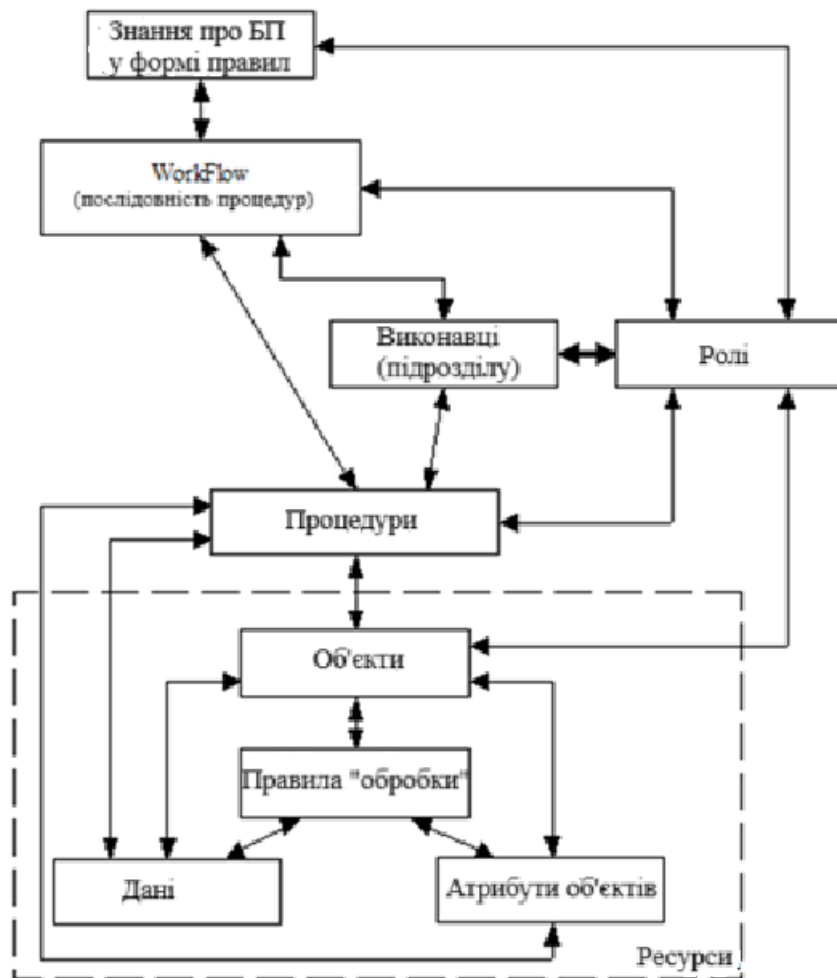 Знання про БП
у формі правил
WorkFlow
(послідовність процедур)
Виконавці
(підрозділу)
Ролі
Процедури
Об'єкти
Правила "обробки"
Дані
Атрибути об'єктів
Ресурси